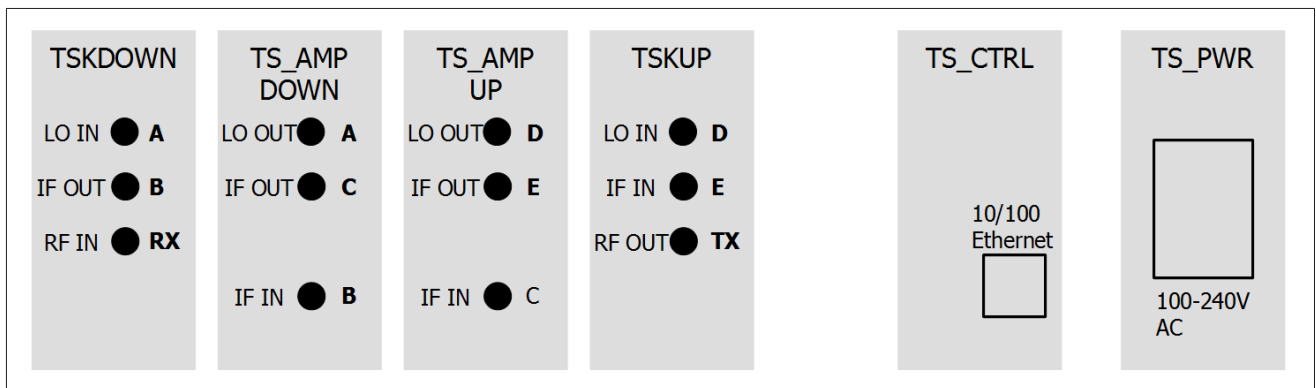 TSKDOWN
LO IN A
IF OUT B
RF IN RX
TS_AMP
DOWN
LO OUT A
IF OUT C
IF IN B
TS_AMP
UP
LO OUT D
IF OUT E
IF IN C
TSKUP
LO IN D
IF IN E
RF OUT TX
TS_CTRL
10/100
Ethernet
TS_PWR
100-240V
AC